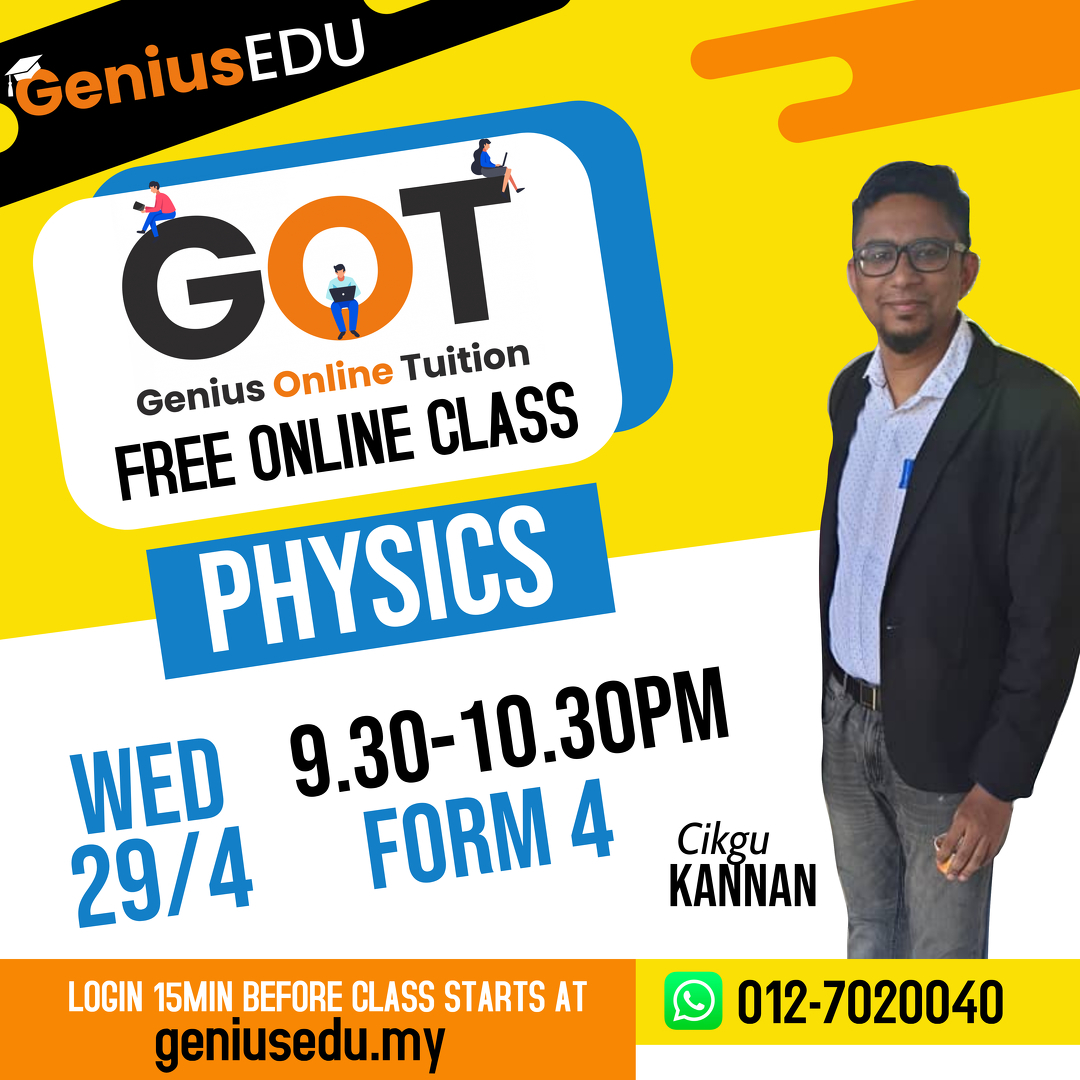 GeniusEDU
GOT
Genius Online Tuition
FREE ONLINE CLASS
PHYSICS
WED
29/4
9.30-10.30PM
FORM 4
Cikgu
KANNAN
LOGIN 15MIN BEFORE CLASS STARTS AT
geniusedu.my
012-7020040